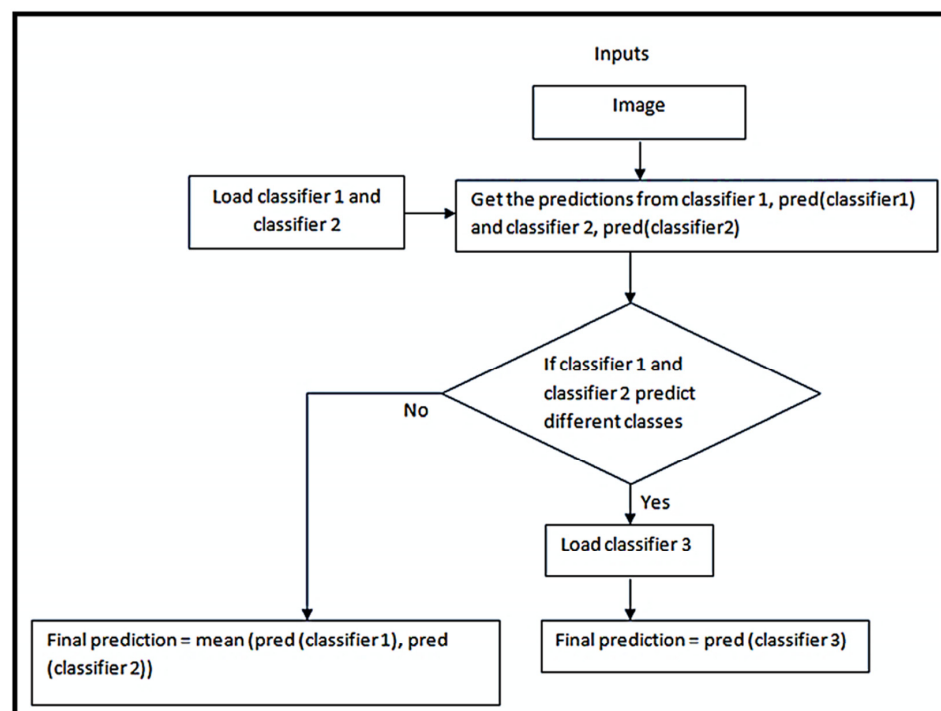 Inputs
Image
Load classifier 1 and
classifier 2
Get the predictions from classifier 1, pred(classifier1)
and classifier 2, pred(classifier2)
If classifier 1 and
classifier 2 predict
different classes
No
Yes
Load classifier 3
Final prediction = mean (pred (classifier 1), pred
(classifier 2))
Final prediction = pred (classifier 3)